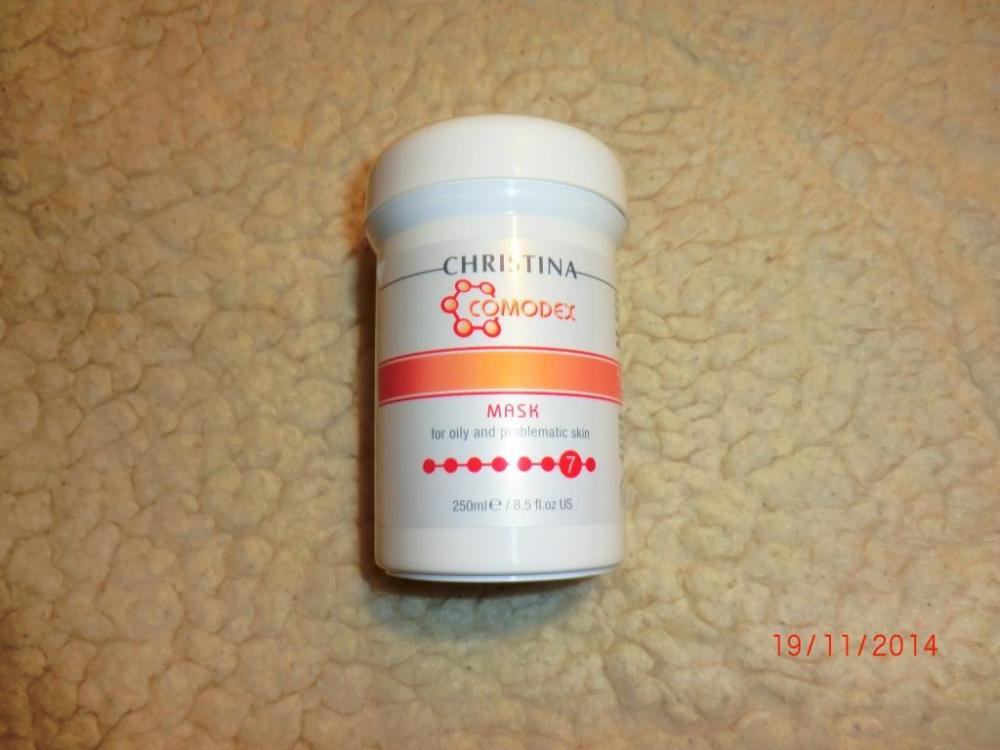 CHRISTINA
COMODEX
MASK
for oily and problematic skin
7
250ml℮ / 8.5 fl.oz US
19/11/2014